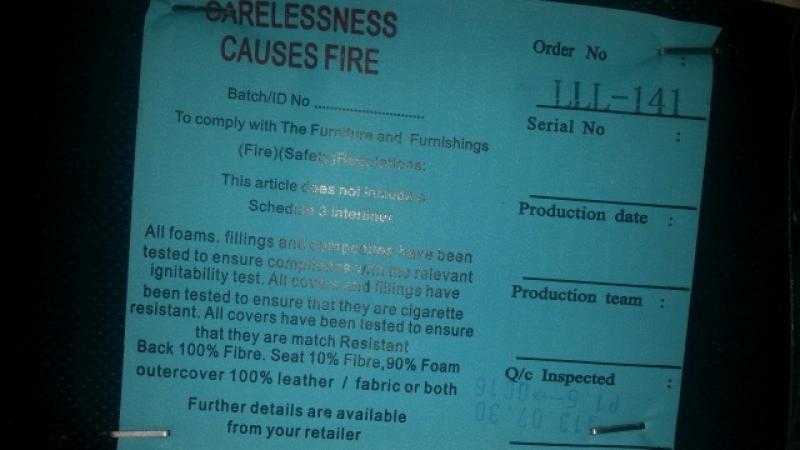 CARELESSNESS
CAUSES FIRE
Batch/ID No ........................
To comply with The Furniture and Furnishings
(Fire)(Safety)Regulations:
This article does not include a
Schedule 3 interliner
All foams. fillings and composites have been
tested to ensure compliance with the relevant
ignitability test. All covers and fillings have
been tested to ensure that they are cigarette
resistant. All covers have been tested to ensure
that they are match Resistant
Back 100% Fibre. Seat 10% Fibre,90% Foam
outercover 100% leather / fabric or both
Further details are available
from your retailer
Order No :
LLL-141
Serial No :
Production date :
Production team :
Q/c Inspected :